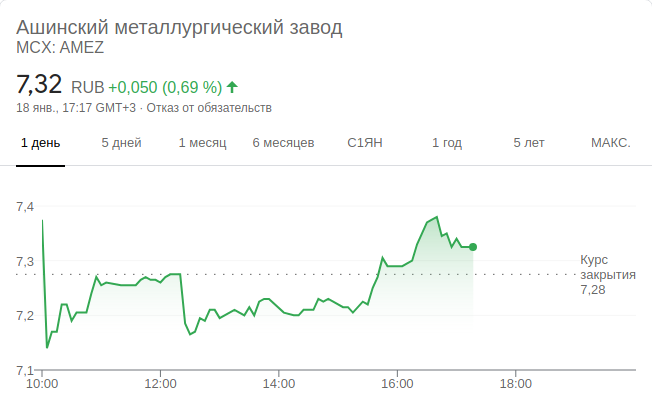 Ашинский металлургический завод
MCX: AMEZ
7,32 RUB +0,050 (0,69 %)
18 янв., 17:17 GMT+3 · Отказ от обязательств
1 день 5 дней 1 месяц 6 месяцев С1ЯН 1 год 5 лет МАКС.
7,4
7,3
Курс
закрытия
7,28
7,2
7,1
10:00 12:00 14:00 16:00 18:00